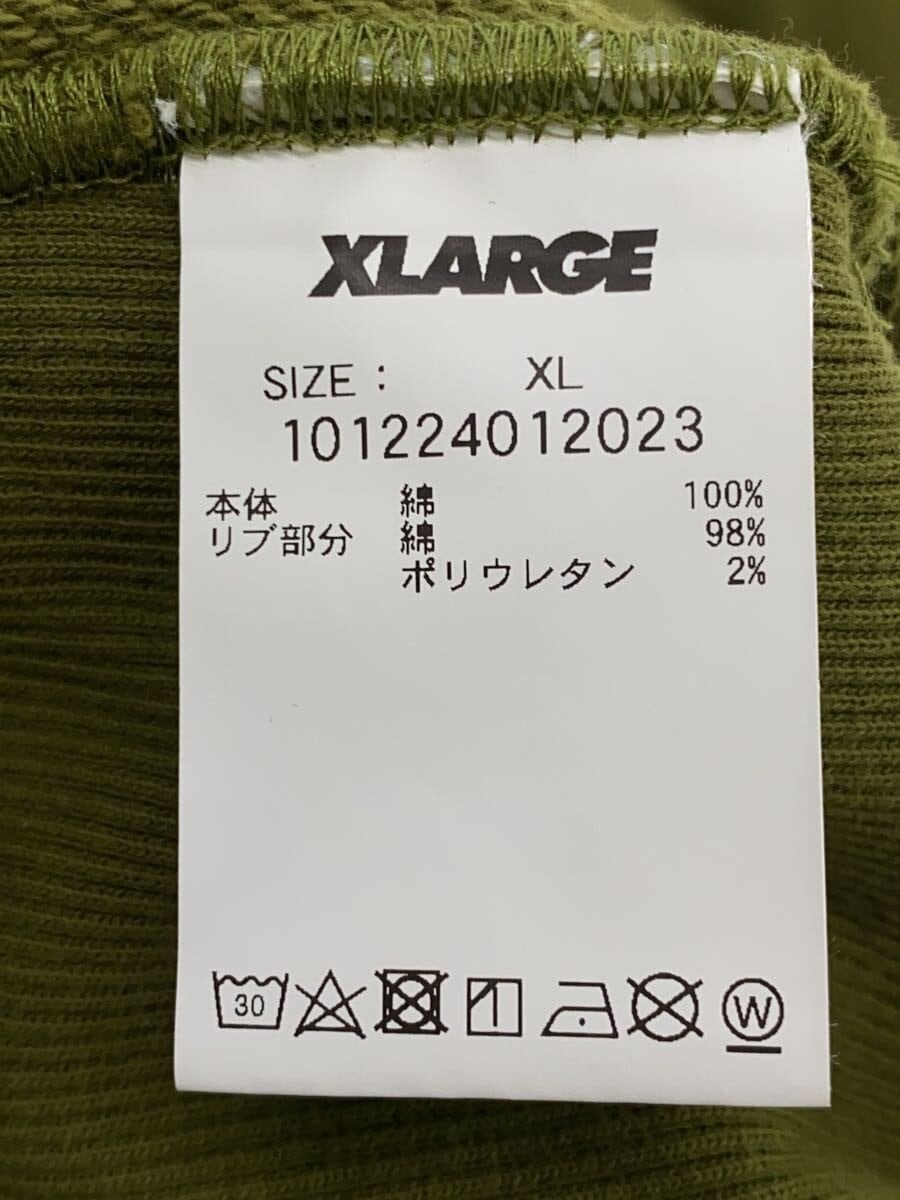 XLARGE
SIZE : XL
101224012023
本体 綿 100%
リブ部分 綿 98%
ポリウレタン 2%
30 W